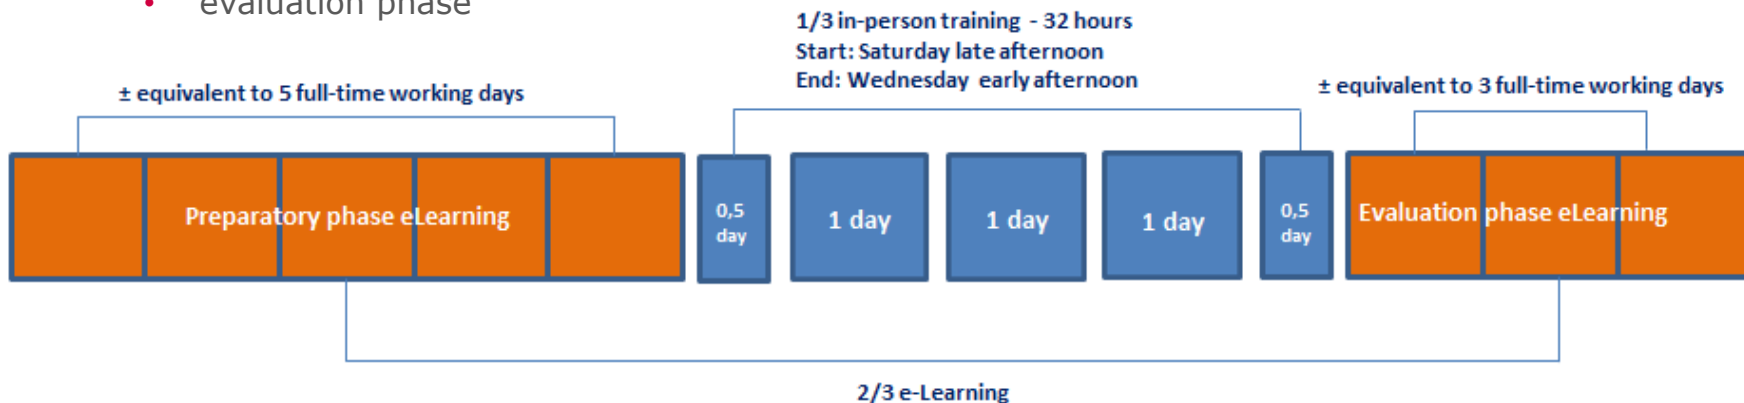 • evaluation phase
1/3 in-person training - 32 hours
Start: Saturday late afternoon
End: Wednesday early afternoon
± equivalent to 5 full-time working days
± equivalent to 3 full-time working days
Preparatory phase eLearning
0,5
day
1 day
1 day
1 day
0,5
day
Evaluation phase eLearning
2/3 e-Learning